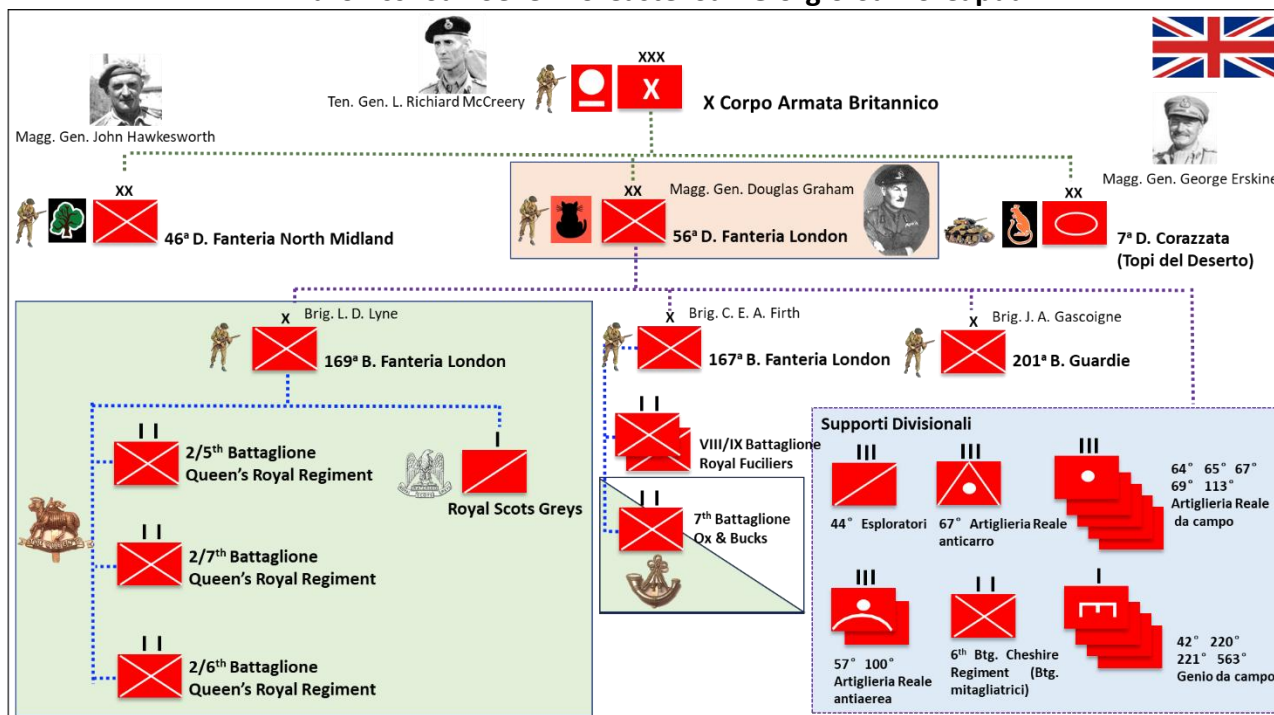 Ten. Gen. L. Richiard McCreery
XXX
X
X Corpo Armata Britannico
Magg. Gen. John Hawkesworth
Magg. Gen. George Erskine
XX
46ª D. Fanteria North Midland
XX
Magg. Gen. Douglas Graham
56ª D. Fanteria London
XX
7ª D. Corazzata
(Topi del Deserto)
X
Brig. L. D. Lyne
169ª B. Fanteria London
X
Brig. C. E. A. Firth
167ª B. Fanteria London
X
Brig. J. A. Gascoigne
201ª B. Guardie
I I
2/5th Battaglione
Queen's Royal Regiment
I
Royal Scots Greys
I I
2/7th Battaglione
Queen's Royal Regiment
I I
2/6th Battaglione
Queen's Royal Regiment
I I
VIII/IX Battaglione
Royal Fuciliers
I I
7th Battaglione
Ox & Bucks
Supporti Divisionali
III
44° Esploratori
III
67° Artiglieria Reale
anticarro
III
64° 65° 67°
69° 113°
Artiglieria Reale
da campo
III
57° 100°
Artiglieria Reale
antiaerea
I I
6th Btg. Cheshire
Regiment (Btg.
mitagliatrici)
I
E
42° 220°
221° 563°
Genio da campo